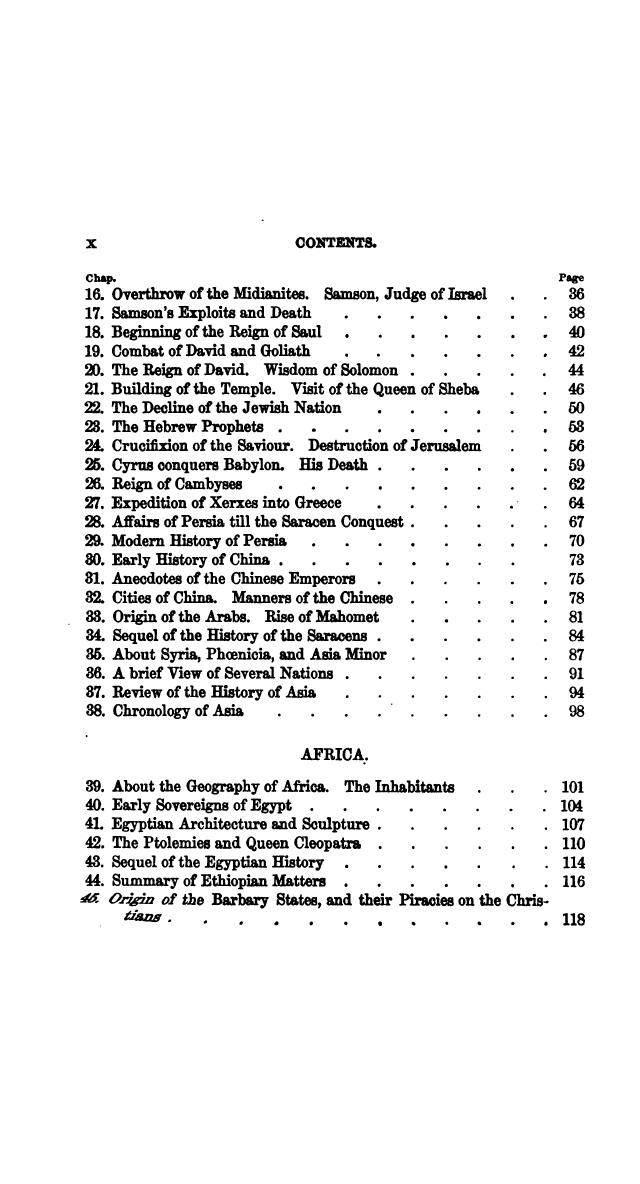 x CONTENTS.
Chap. Page
16. Overthrow of the Midianites. Samson, Judge of Israel . . 36
17. Samson's Exploits and Death . . . . . . . 38
18. Beginning of the Reign of Saul . . . . . . . 40
19. Combat of David and Goliath . . . . . . . 42
20. The Reign of David. Wisdom of Solomon . . . . . 44
21. Building of the Temple. Visit of the Queen of Sheba . . 46
22. The Decline of the Jewish Nation . . . . . . 50
23. The Hebrew Prophets . . . . . . . . . 53
24. Crucifixion of the Saviour. Destruction of Jerusalem . . 56
25. Cyrus conquers Babylon. His Death . . . . . . 59
26. Reign of Cambyses . . . . . . . . . 62
27. Expedition of Xerxes into Greece . . . . . . 64
28. Affairs of Persia till the Saracen Conquest . . . . . 67
29. Modern History of Persia . . . . . . . . 70
30. Early History of China . . . . . . . . 73
31. Anecdotes of the Chinese Emperors . . . . . . 75
32. Cities of China. Manners of the Chinese . . . . . 78
33. Origin of the Arabs. Rise of Mahomet . . . . . 81
34. Sequel of the History of the Saracens . . . . . . 84
35. About Syria, Phœnicia, and Asia Minor . . . . . 87
36. A brief View of Several Nations . . . . . . . 91
37. Review of the History of Asia . . . . . . . 94
38. Chronology of Asia . . . . . . . . . 98
AFRICA.
39. About the Geography of Africa. The Inhabitants . . . 101
40. Early Sovereigns of Egypt . . . . . . . . 104
41. Egyptian Architecture and Sculpture . . . . . . 107
42. The Ptolemies and Queen Cleopatra . . . . . . 110
43. Sequel of the Egyptian History . . . . . . . 114
44. Summary of Ethiopian Matters . . . . . . . 116
45. Origin of the Barbary States, and their Piracies on the Chris-
tians . . . . . . . . . . . . 118